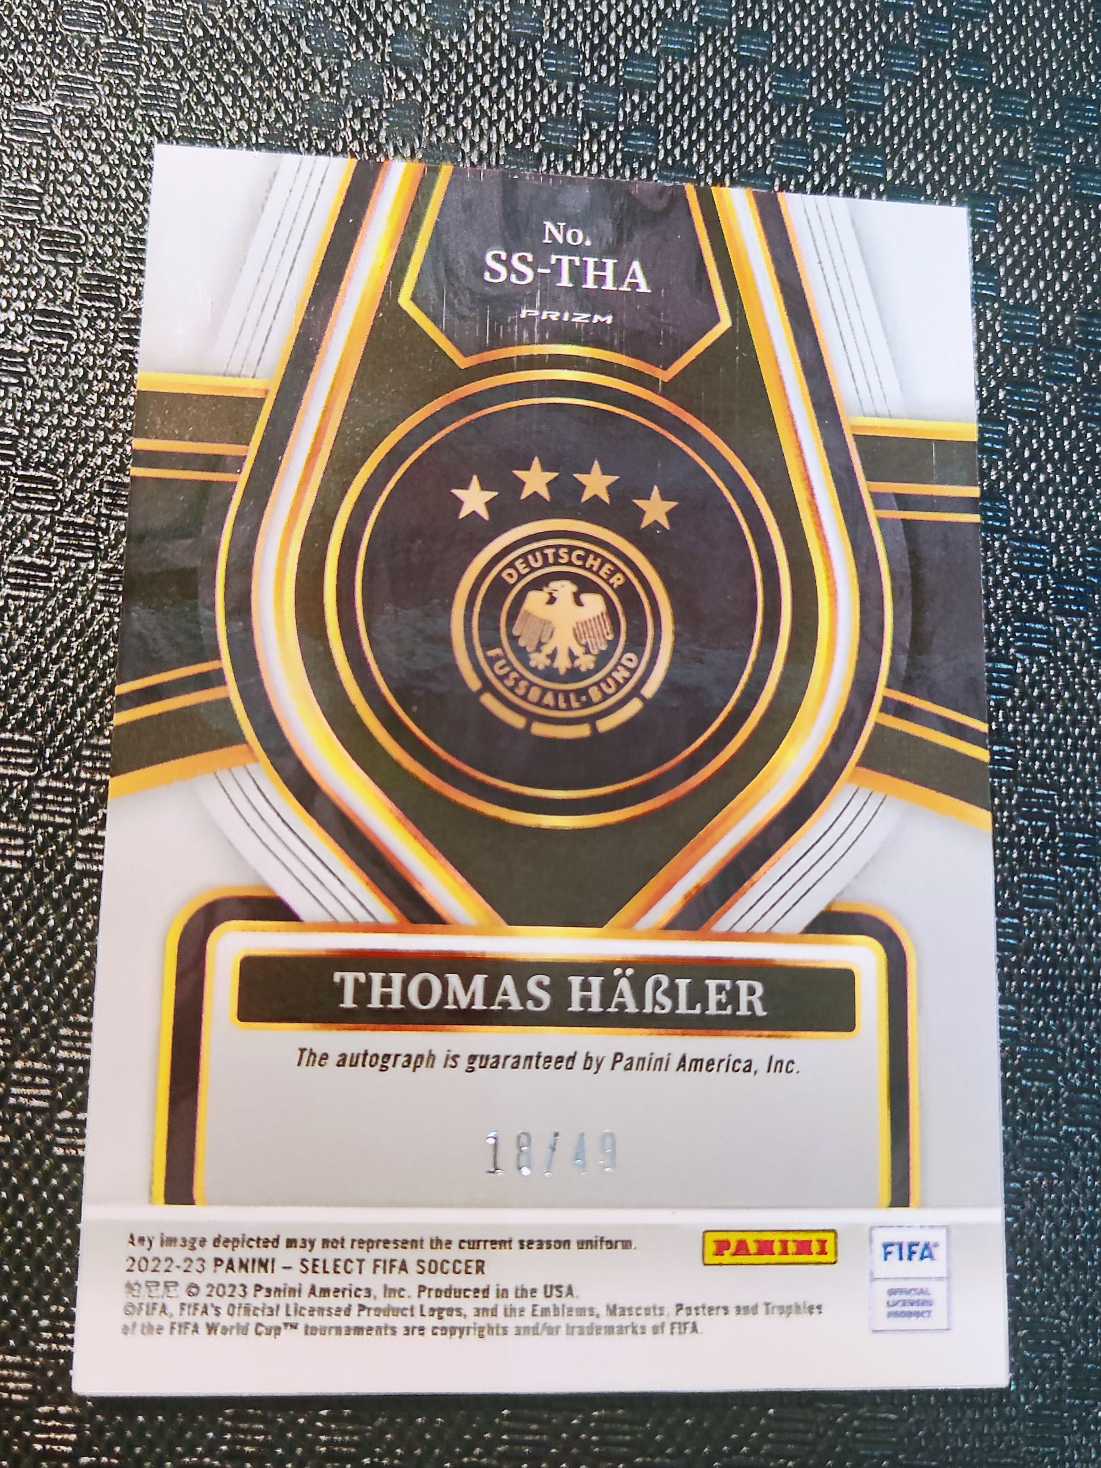 No.
SS-THA
PRIZM
DEUTSCHER
FUSSBALL-BUND
THOMAS HÄßLER
The autograph is guaranteed by Panini America, Inc.
18/49
Any image depicted may not represent the current season uniform.
2022-23 PANINI – SELECT FIFA SOCCER
© 2023 Panini America, Inc. Produced in the USA.
©FIFA, FIFA's Official Licensed Product Logos, and the Emblems, Mascots, Posters and Trophies
of the FIFA World Cup™ tournaments are copyrights and/or trademarks of FIFA.
PANINI
FIFA®
OFFICIAL
LICENSED
PRODUCT